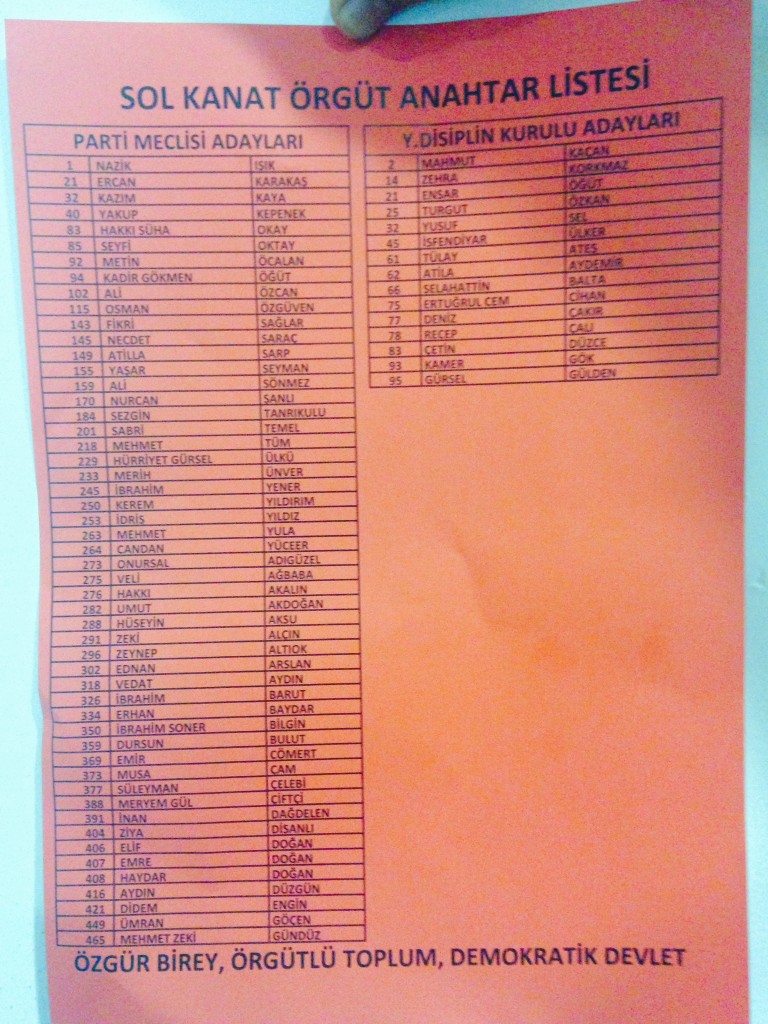 SOL KANAT ÖRGÜT ANAHTAR LİSTESİ
PARTİ MECLİSİ ADAYLARI
1 NAZİK IŞIK
21 ERCAN KARAKAŞ
32 KAZIM KAYA
40 YAKUP KEPENEK
83 HAKKI SÜHA OKAY
85 SEYFİ OKTAY
92 METİN ÖCALAN
94 KADİR GÖKMEN ÖĞÜT
102 ALİ ÖZCAN
115 OSMAN ÖZGÜVEN
143 FİKRİ SAĞLAR
145 NECDET SARAÇ
149 ATİLLA SARP
155 YAŞAR SEYMAN
159 ALİ SÖNMEZ
170 NURCAN ŞANLI
184 SEZGİN TANRIKULU
201 SABRİ TEMEL
218 MEHMET TÜM
229 HÜRRİYET GÜRSEL ÜLKÜ
233 MERİH ÜNVER
245 İBRAHİM YENER
250 KEREM YILDIRIM
253 İDRİS YILDIZ
263 MEHMET YULA
264 CANDAN YÜCEER
273 ONURSAL ADIGÜZEL
275 VELİ AĞBABA
276 HAKKI AKALIN
282 UMUT AKDOĞAN
288 HÜSEYİN AKSU
291 ZEKİ ALÇIN
296 ZEYNEP ALTIOK
302 EDNAN ARSLAN
318 VEDAT AYDIN
326 İBRAHİM BARUT
334 ERHAN BAYDAR
350 İBRAHİM SONER BİLGİN
359 DURSUN BULUT
369 EMİR CÖMERT
373 MUSA ÇAM
377 SÜLEYMAN ÇELEBİ
388 MERYEM GÜL ÇİFTÇİ
391 İNAN DAĞDELEN
404 ZİYA DİSANLI
406 ELİF DOĞAN
407 EMRE DOĞAN
408 HAYDAR DOĞAN
416 AYDIN DÜZGÜN
421 DİDEM ENGİN
449 ÜMRAN GÖÇEN
465 MEHMET ZEKİ GÜNDÜZ
Y.DİSİPLİN KURULU ADAYLARI
2 MAHMUT KAÇAN
14 ZEHRA KORKMAZ
21 ENSAR ÖĞÜT
25 TURGUT ÖZKAN
32 YUSUF SEL
45 İSFENDİYAR ÜLKER
61 TÜLAY ATEŞ
62 ATİLA AYDEMİR
66 SELAHATTİN BALTA
75 ERTUĞRUL CEM CİHAN
77 DENİZ ÇAKIR
78 RECEP ÇALI
83 ÇETİN DÜZCE
93 KAMER GÖK
95 GÜRSEL GÜLDEN
ÖZGÜR BİREY, ÖRGÜTLÜ TOPLUM, DEMOKRATİK DEVLET